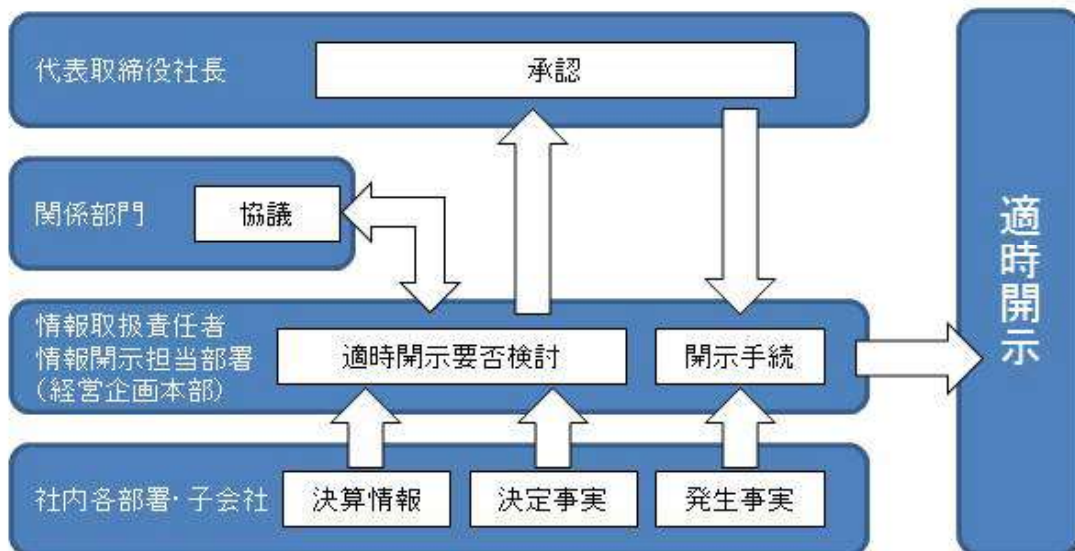 代表取締役社長
承認
関係部門
協議
情報取扱責任者
情報開示担当部署
(経営企画本部)
適時開示要否検討
開示手続
社内各部署・子会社
決算情報
決定事実
発生事実
適時開示